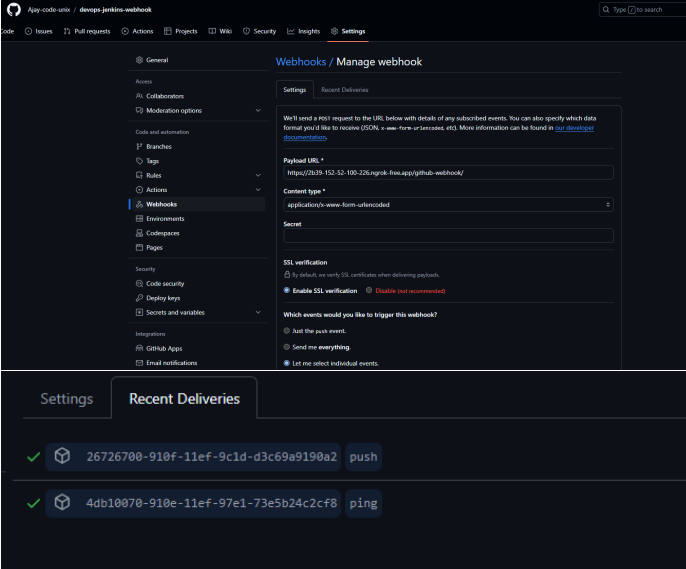 Ajay-code-unix / devops-jenkins-webhook
Type / to search
Code Issues Pull requests Actions Projects Wiki Security Insights Settings
General
Access
Collaborators
Moderation options
Code and automation
Branches
Tags
Rules
Actions
Webhooks
Environments
Codespaces
Pages
Security
Code security
Deploy keys
Secrets and variables
Integrations
GitHub Apps
Email notifications
Webhooks / Manage webhook
Settings Recent Deliveries
We'll send a POST request to the URL below with details of any subscribed events. You can also specify which data
format you'd like to receive (JSON, x-www-form-urlencoded, etc). More information can be found in our developer
documentation.
Payload URL *
https://2b39-152-52-100-226.ngrok-free.app/github-webhook/
Content type *
application/x-www-form-urlencoded
Secret
SSL verification
By default, we verify SSL certificates when delivering payloads.
Enable SSL verification Disable (not recommended)
Which events would you like to trigger this webhook?
Just the push event.
Send me everything.
Let me select individual events.
Settings Recent Deliveries
26726700-910f-11ef-9c1d-d3c69a9190a2 push
4db10070-910e-11ef-97e1-73e5b24c2cf8 ping